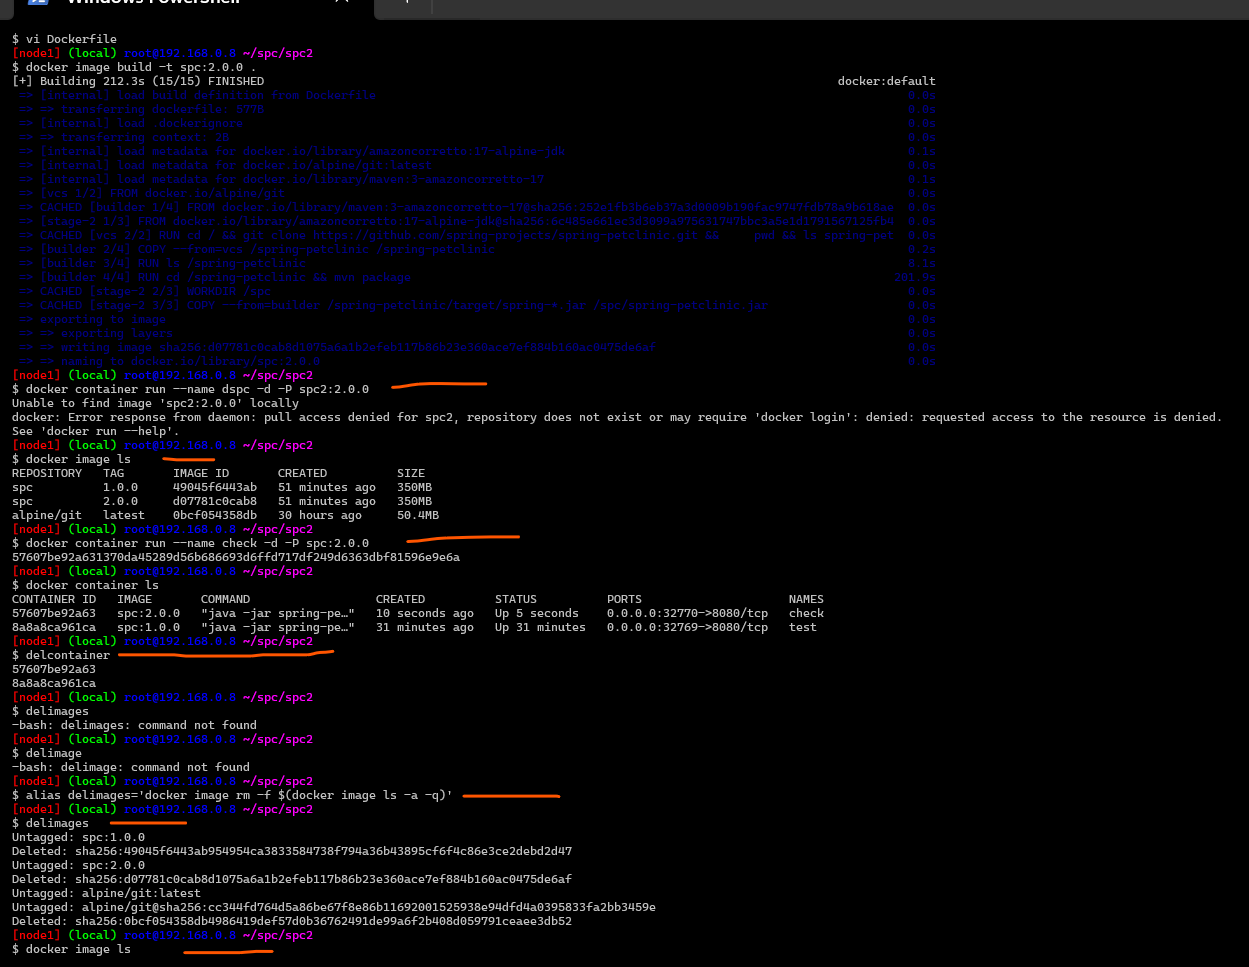 Windows PowerShell
$ vi Dockerfile
[node1] (local) root@192.168.0.8 ~/spc/spc2
$ docker image build -t spc:2.0.0 .
[+] Building 212.3s (15/15) FINISHED docker:default
=> [internal] load build definition from Dockerfile 0.0s
=> => transferring dockerfile: 577B 0.0s
=> [internal] load .dockerignore 0.0s
=> => transferring context: 2B 0.0s
=> [internal] load metadata for docker.io/library/amazoncorretto:17-alpine-jdk 0.1s
=> [internal] load metadata for docker.io/alpine/git:latest 0.0s
=> [internal] load metadata for docker.io/library/maven:3-amazoncorretto-17 0.1s
=> [vcs 1/2] FROM docker.io/alpine/git 0.0s
=> CACHED [builder 1/4] FROM 0.0s
=> [stage-2 1/3] FROM 0.0s
=> CACHED [vcs 2/2] RUN cd / && git clone https://github.com/spring-projects/spring-petclinic.git && && ls spring-pet 0.0s
=> [builder 2/4] COPY --from=vcs /spring-petclinic /spring-petclinic 0.2s
=> [builder 3/4] RUN ls /spring-petclinic
=> [builder 4/4] RUN cd /spring-petclinic && mvn package
=> CACHED [stage-2 2/3] WORKDIR /spc 0.0s
=> CACHED [stage-2 3/3] COPY --from=builder /spring-petclinic/target/spring-*.jar /spc/spring-petclinic.jar 0.0s
=> exporting to image 0.0s
=> => exporting layers 0.0s
=> => writing image sha256:d07781c0cab8d1075a6a1b2efeb117b86b23e360ace7ef884b160ac0475de6af 0.0s
=> => naming to docker.io/library/spc:2.0.0 0.0s
[node1] (local) root@192.168.0.8 ~/spc/spc2
$ docker container run --name dspc -d -P spc2:2.0.0
Unable to find image 'spc2:2.0.0' locally
docker: Error response from daemon: pull access denied for spc2, repository does not exist or may require 'docker login': denied: requested access to the resource is denied.
See 'docker run --help'.
[node1] (local) root@192.168.0.8 ~/spc/spc2
$ docker image ls
REPOSITORY TAG IMAGE ID CREATED SIZE
spc 1.0.0 49045f6443ab 51 minutes ago 350MB
spc 2.0.0 d07781c0cab8 51 minutes ago 350MB
alpine/git latest 0bcf054358db 30 hours ago 50.4MB
[node1] (local) root@192.168.0.8 ~/spc/spc2
$ docker container run --name check -d -P spc:2.0.0
57607be92a631370da45289d56b686693d6ffd717df249d6363dbf81596e9e6a
[node1] (local) root@192.168.0.8 ~/spc/spc2
$ docker container ls
CONTAINER ID IMAGE COMMAND CREATED STATUS PORTS NAMES
57607be92a63 spc:2.0.0 "java -jar spring-pe…" 10 seconds ago Up 5 seconds 0.0.0.0:32770->8080/tcp check
8a8a8ca961ca spc:1.0.0 "java -jar spring-pe…" 31 minutes ago Up 31 minutes 0.0.0.0:32769->8080/tcp test
[node1] (local) root@192.168.0.8 ~/spc/spc2
$ delcontainer
57607be92a63
8a8a8ca961ca
[node1] (local) root@192.168.0.8 ~/spc/spc2
$ delimages
-bash: delimages: command not found
[node1] (local) root@192.168.0.8 ~/spc/spc2
$ delimage
-bash: delimage: command not found
[node1] (local) root@192.168.0.8 ~/spc/spc2
$ alias delimages='docker image rm -f $(docker image ls -a -q)'
[node1] (local) root@192.168.0.8 ~/spc/spc2
$ delimages
Untagged: spc:1.0.0
Deleted: sha256:49045f6443ab954954ca3833584738f794a36b43895cf6f4c86e3ce2debd2d47
Untagged: spc:2.0.0
Deleted: sha256:d07781c0cab8d1075a6a1b2efeb117b86b23e360ace7ef884b160ac0475de6af
Untagged: alpine/git:latest
Untagged: alpine/git@sha256:cc344fd764d5a86be67f8e86b11692001525938e94dfd4a0395833fa2bb3459e
Deleted: sha256:0bcf054358db4986419def57d0b36762491de99a6f2b408d059791ceaee3db52
[node1] (local) root@192.168.0.8 ~/spc/spc2
$ docker image ls